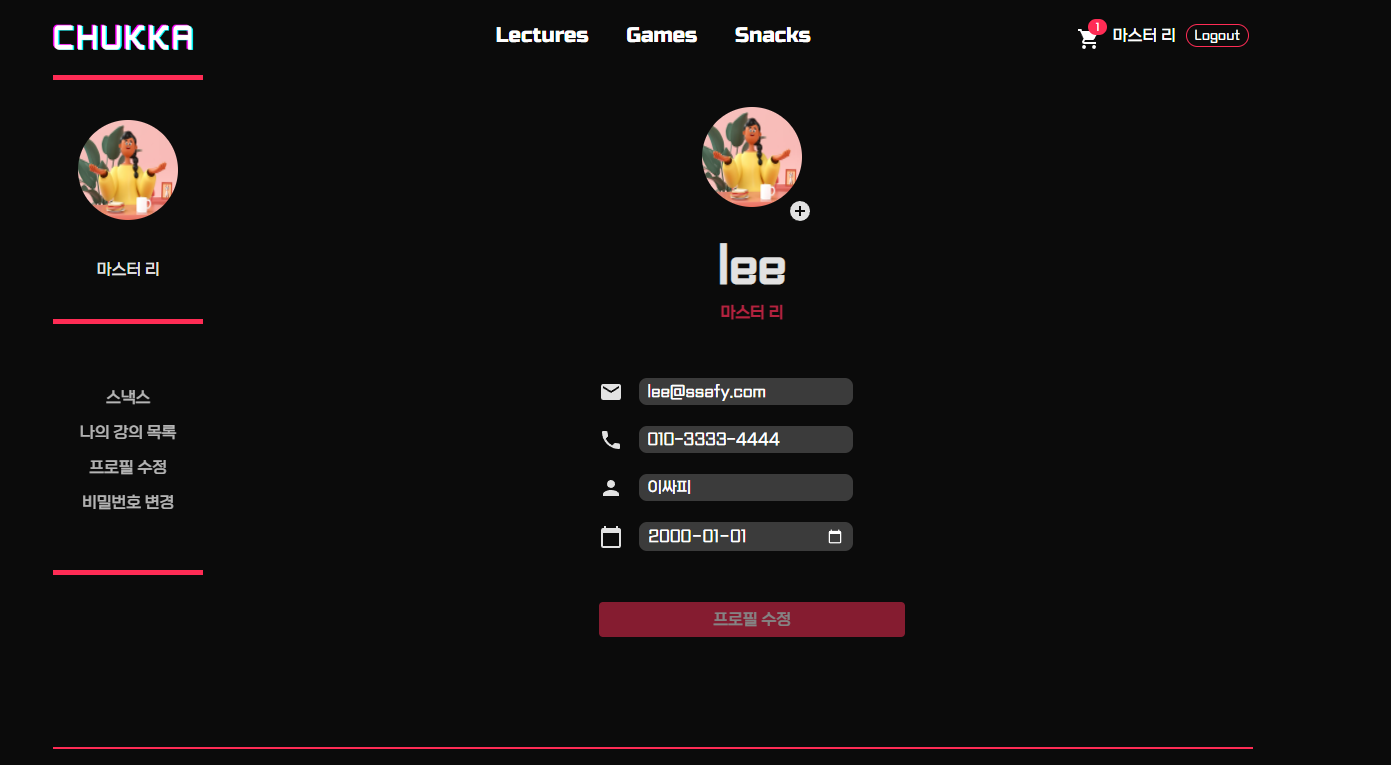 CHUKKA
Lectures Games Snacks
1 마스터 리 Logout
마스터 리
스낵스
나의 강의 목록
프로필 수정
비밀번호 변경
lee
마스터 리
lee@ssafy.com
010-3333-4444
이싸피
2000-01-01
프로필 수정